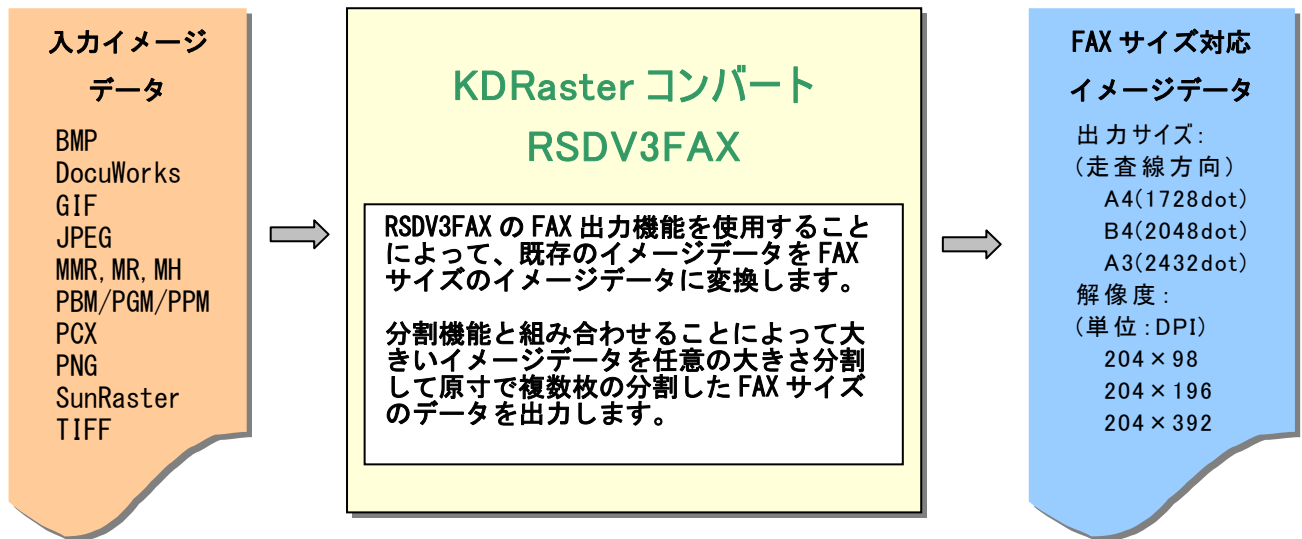 入力イメージ
データ
BMP
DocuWorks
GIF
JPEG
MMR, MR, MH
PBM/PGM/PPM
PCX
PNG
SunRaster
TIFF
KDRaster コンバート
RSDV3FAX
RSDV3FAX の FAX 出力機能を使用すること
によって、既存のイメージデータを FAX
サイズのイメージデータに変換します。
分割機能と組み合わせることによって大
きいイメージデータを任意の大きさ分割
して原寸で複数枚の分割した FAX サイズ
のデータを出力します。
FAX サイズ対応
イメージデータ
出力サイズ:
(走査線方向)
A4(1728dot)
B4(2048dot)
A3(2432dot)
解像度:
(単位:DPI)
204×98
204×196
204×392